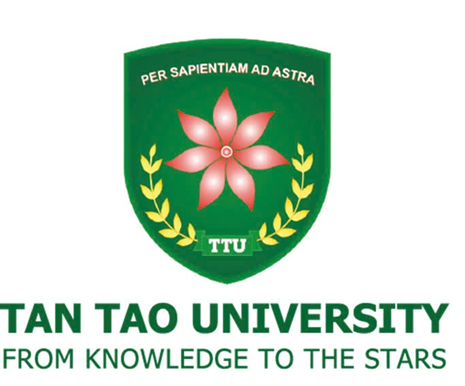 PER SAPIENTIAM AD ASTRA
TTU
TAN TAO UNIVERSITY
FROM KNOWLEDGE TO THE STARS